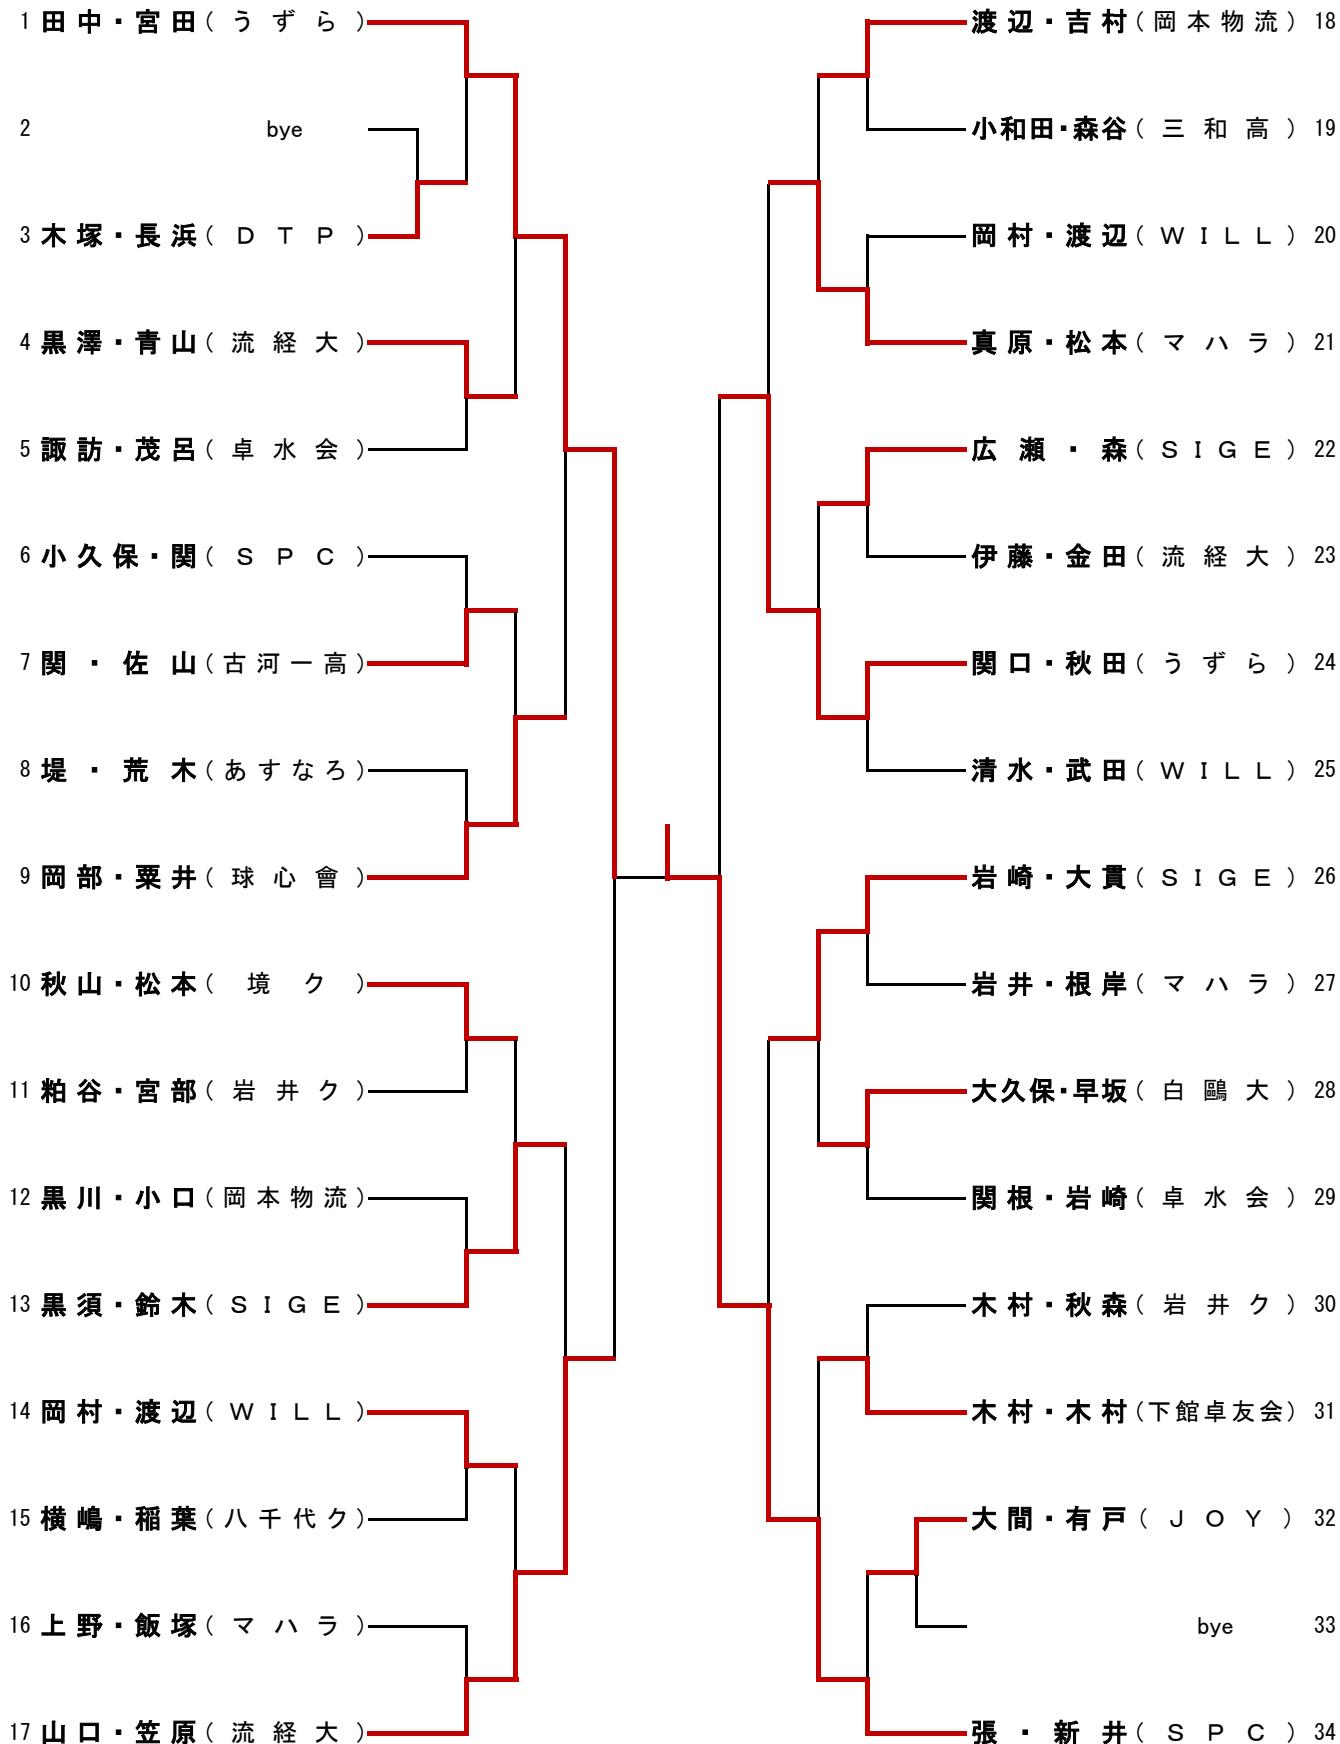 1 田中・宮田(うずら)
2 bye
3 木塚・長浜(DTP)
4 黒澤・青山(流経大)
5 諏訪・茂呂(卓水会)
6 小久保・関(SPC)
7 関・佐山(古河一高)
8 堤・荒木(あすなろ)
9 岡部・粟井(球心會)
10 秋山・松本(境ク)
11 粕谷・宮部(岩井ク)
12 黒川・小口(岡本物流)
13 黒須・鈴木(SIGE)
14 岡村・渡辺(WILL)
15 横嶋・稲葉(八千代ク)
16 上野・飯塚(マハラ)
17 山口・笠原(流経大)
渡辺・吉村(岡本物流) 18
小和田・森谷(三和高) 19
岡村・渡辺(WILL) 20
真原・松本(マハラ) 21
広瀬・森(SIGE) 22
伊藤・金田(流経大) 23
関口・秋田(うずら) 24
清水・武田(WILL) 25
岩崎・大貫(SIGE) 26
岩井・根岸(マハラ) 27
大久保・早坂(白鷗大) 28
関根・岩崎(卓水会) 29
木村・秋森(岩井ク) 30
木村・木村(下館卓友会) 31
大間・有戸(JOY) 32
bye 33
張・新井(SPC) 34